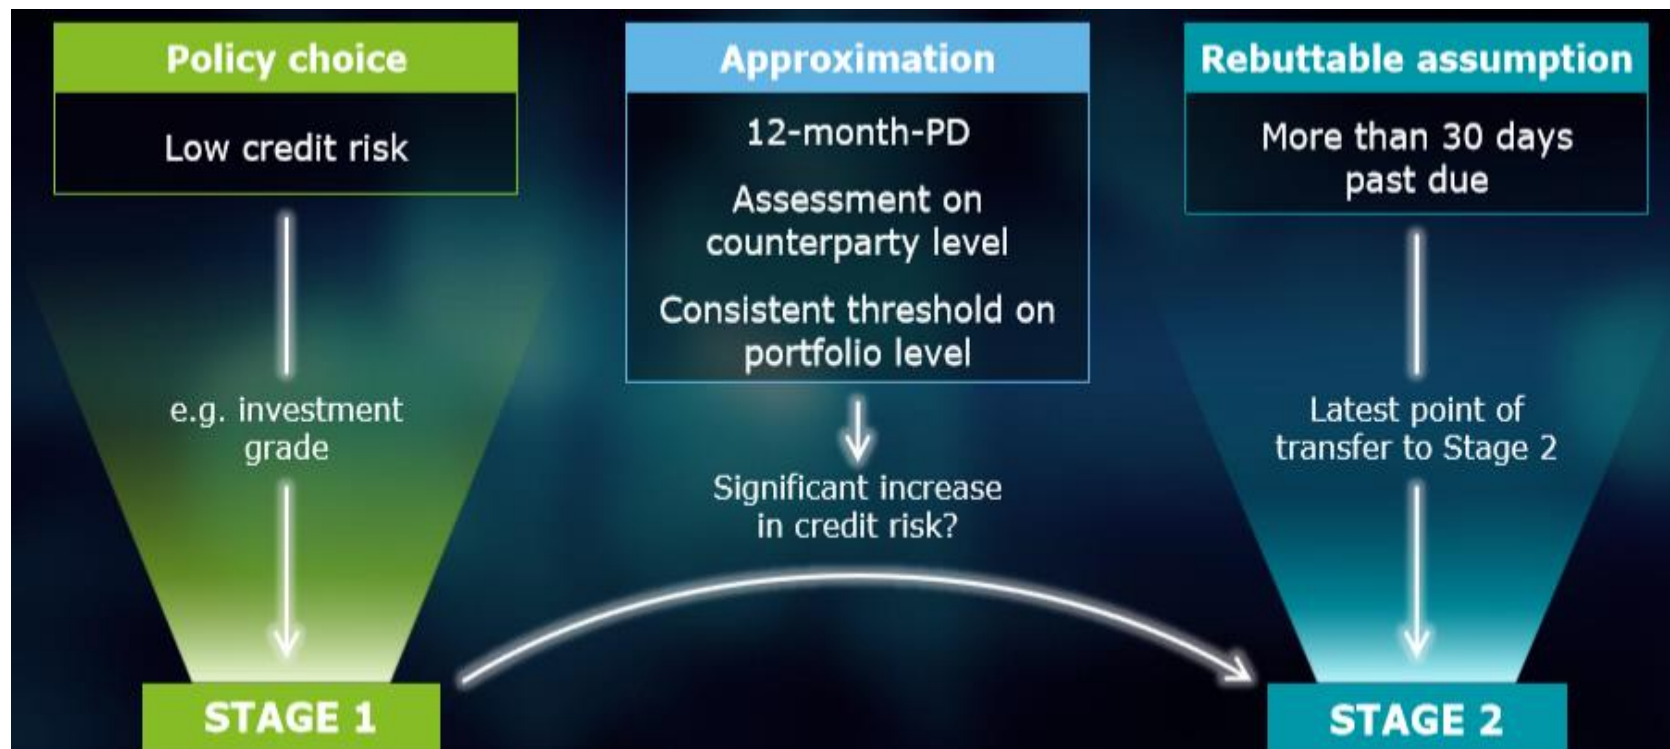 Policy choice
Low credit risk
e.g. investment
grade
STAGE 1
Approximation
12-month-PD
Assessment on
counterparty level
Consistent threshold on
portfolio level
Significant increase
in credit risk?
Rebuttable assumption
More than 30 days
past due
Latest point of
transfer to Stage 2
STAGE 2